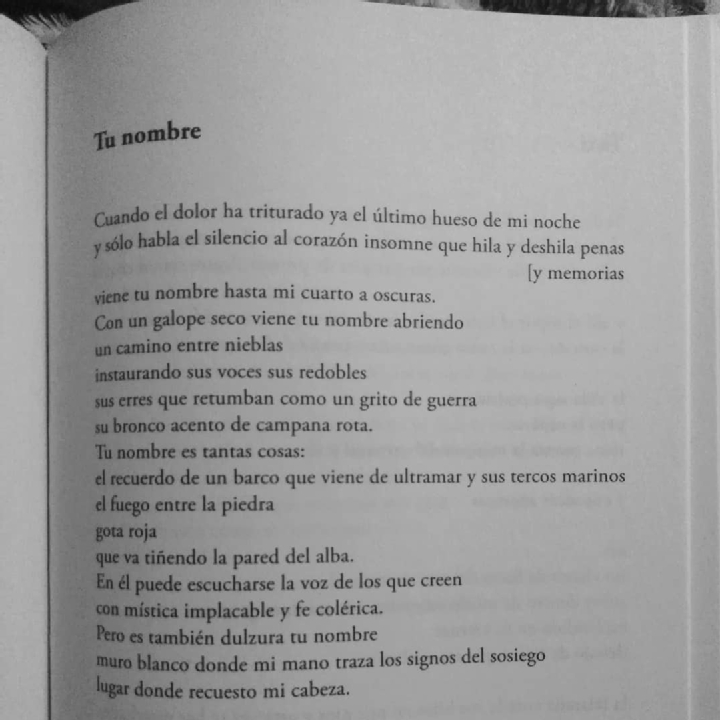 Tu nombre
Cuando el dolor ha triturado ya el último hueso de mi noche
y sólo habla el silencio al corazón insomne que hila y deshila penas
[y memorias
viene tu nombre hasta mi cuarto a oscuras.
Con un galope seco viene tu nombre abriendo
un camino entre nieblas
instaurando sus voces sus redobles
sus erres que retumban como un grito de guerra
su bronco acento de campana rota.
Tu nombre es tantas cosas:
el recuerdo de un barco que viene de ultramar y sus tercos marinos
el fuego entre la piedra
gota roja
que va tiñendo la pared del alba.
En él puede escucharse la voz de los que creen
con mística implacable y fe colérica.
Pero es también dulzura tu nombre
muro blanco donde mi mano traza los signos del sosiego
lugar donde recuesto mi cabeza.